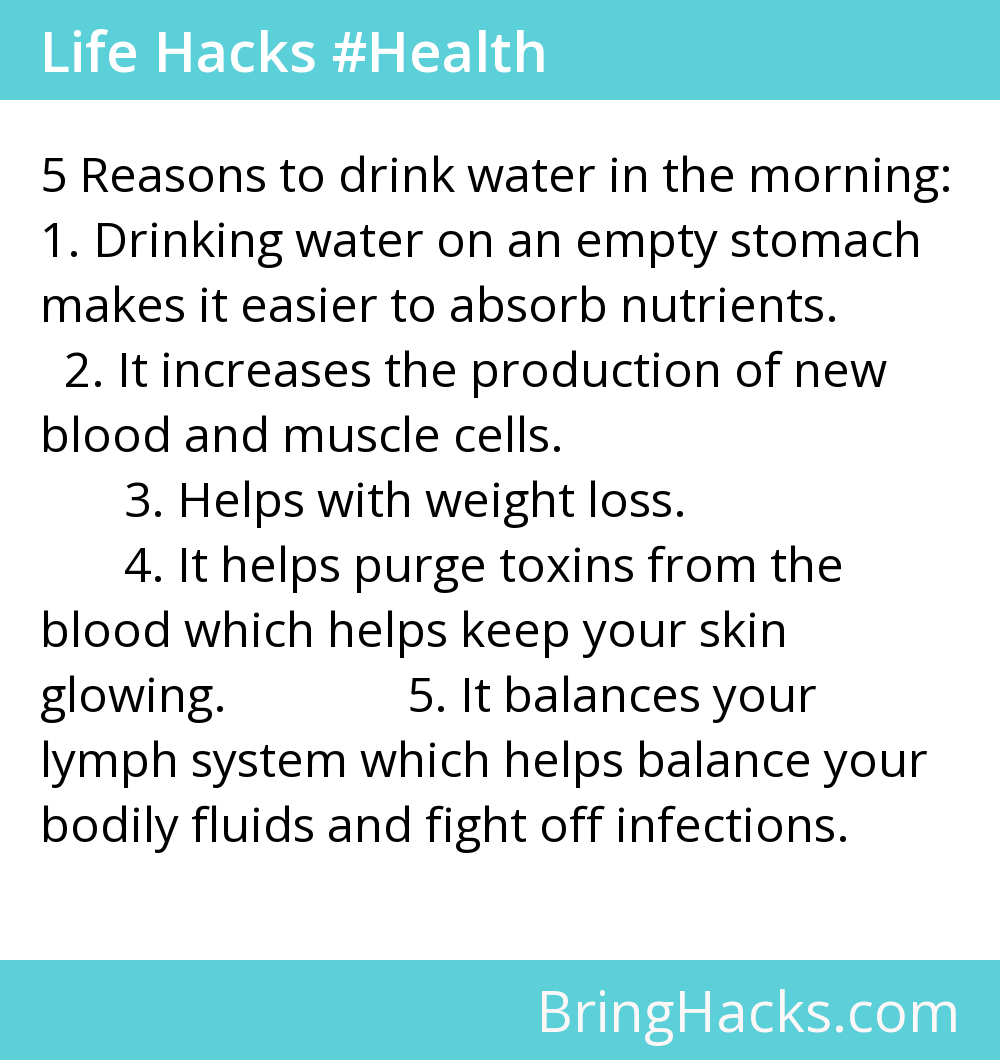 Life Hacks #Health
5 Reasons to drink water in the morning:
1. Drinking water on an empty stomach
makes it easier to absorb nutrients.
2. It increases the production of new
blood and muscle cells.
3. Helps with weight loss.
4. It helps purge toxins from the
blood which helps keep your skin
glowing. 5. It balances your
lymph system which helps balance your
bodily fluids and fight off infections.
BringHacks.com